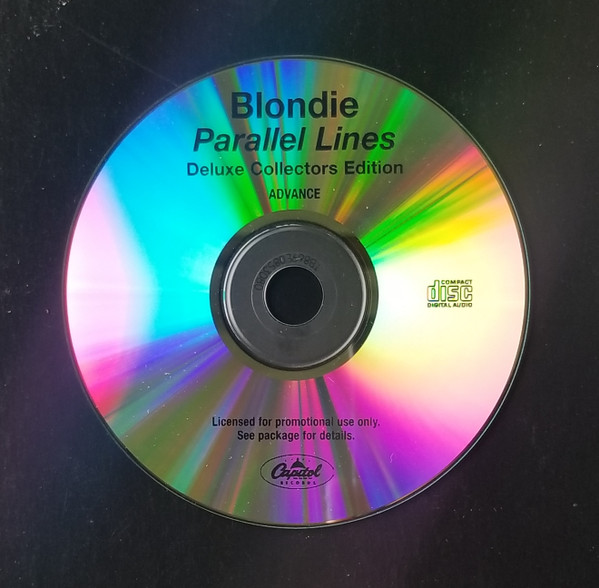 Blondie
Parallel Lines
Deluxe Collectors Edition
ADVANCE
COMPACT
disc
DIGITAL AUDIO
Licensed for promotional use only.
See package for details.
Capitol
RECORDS